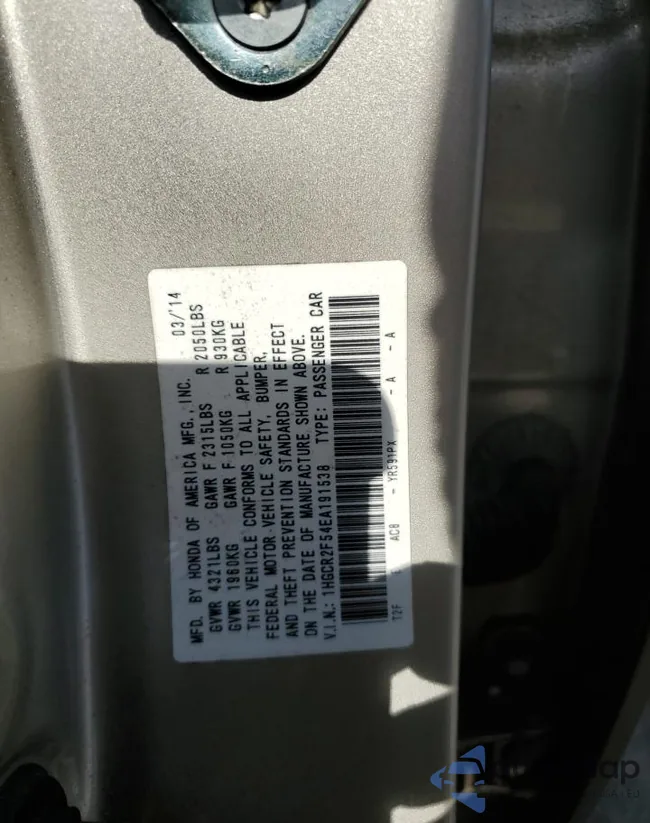 MFD. BY HONDA OF AMERICA MFG., INC. 03/'14
GVWR 4321LBS GAWR F 2315LBS R 2050LBS
GVWR 1960KG GAWR F 1050KG R 930KG
THIS VEHICLE CONFORMS TO ALL APPLICABLE
FEDERAL MOTOR VEHICLE SAFETY, BUMPER,
AND THEFT PREVENTION STANDARDS IN EFFECT
ON THE DATE OF MANUFACTURE SHOWN ABOVE.
V.I.N.: 1HGCR2F54EA191538 TYPE: PASSENGER CAR
T2F AC8 - YR591PX - A - A